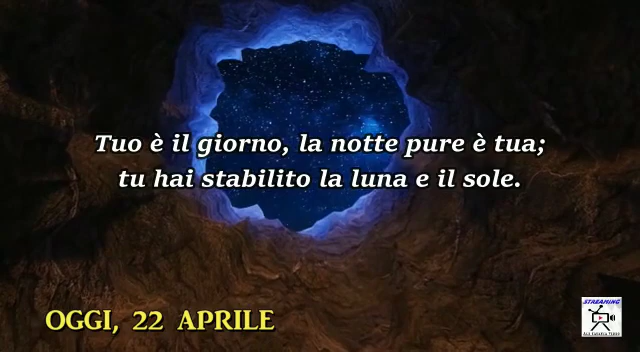 Tuo è il giorno, la notte pure è tua;
tu hai stabilito la luna e il sole.
OGGI, 22 APRILE
STREAMING